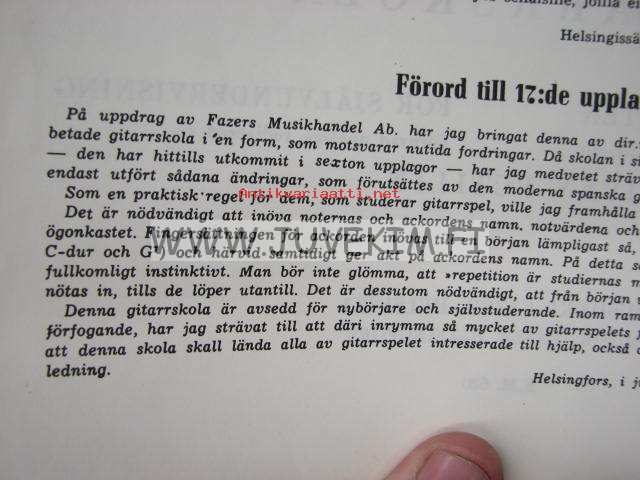 Helsingissä
Förord till 17:de uppla
På uppdrag av Fazers Musikhandel Ab. har jag bringat denna av dir.
betade gitarrskola i en form, som motsvarar nutida fordringar. Då skolan i si
— den har hittills utkommit i sexton upplagor — har jag medvetet sträv
endast utfört sådana ändringar, som förutsättes av den moderna spanska g
Som en praktisk regel för dem, som studerar gitarrspel, ville jag framhålla
Det är nödvändigt att inöva noternas och ackordens namn, notvärdena och
ögonkastet. Fingersättningen för ackorden inövas till en början lämpligast så,
C-dur och G⁷, och härvid samtidigt ger akt på ackordens namn. På detta s
fullkomligt instinktivt. Man bör inte glömma, att »repetition är studiernas m
nötas in, tills de löper utantill. Det är dessutom nödvändigt, att från början v
Denna gitarrskola är avsedd för nybörjare och självstuderande. Inom ram
förfogande, har jag strävat till att däri inrymma så mycket av gitarrspelets f
att denna skola skall lända alla av gitarrspelet intresserade till hjälp, också d
ledning.
Helsingfors, i j
antikvariaatti.net
WWW.JUVEKIM.FI